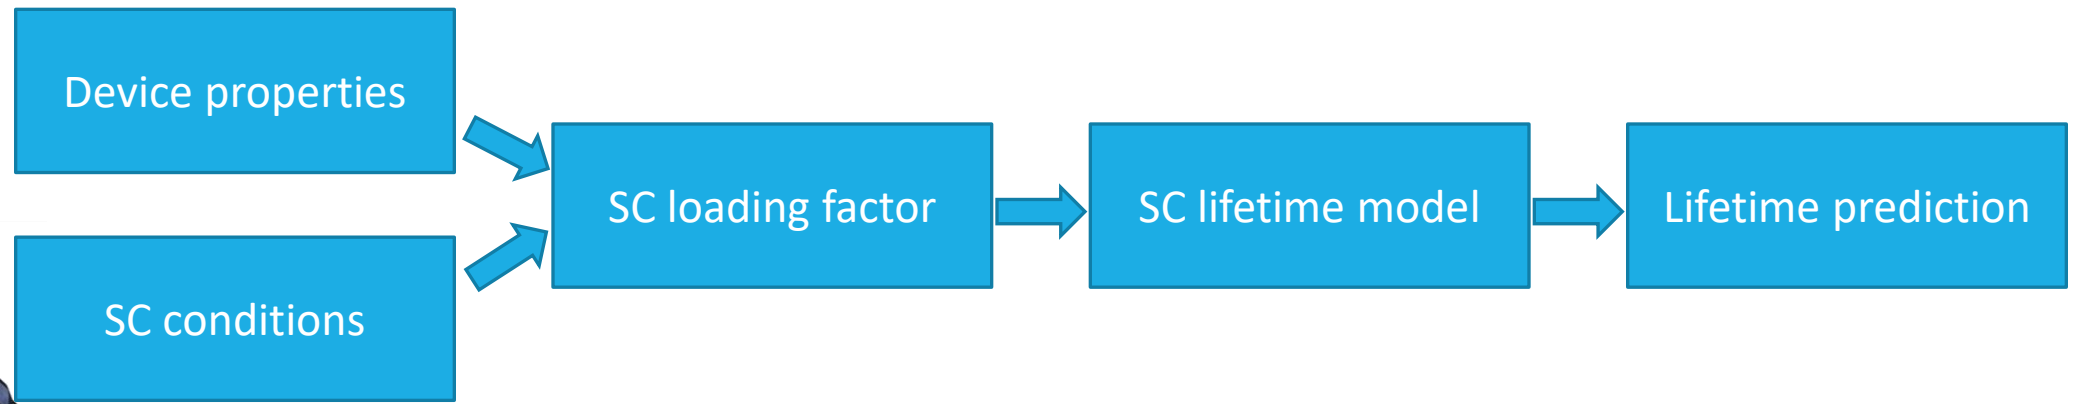 Device properties
SC conditions
SC loading factor
SC lifetime model
Lifetime prediction